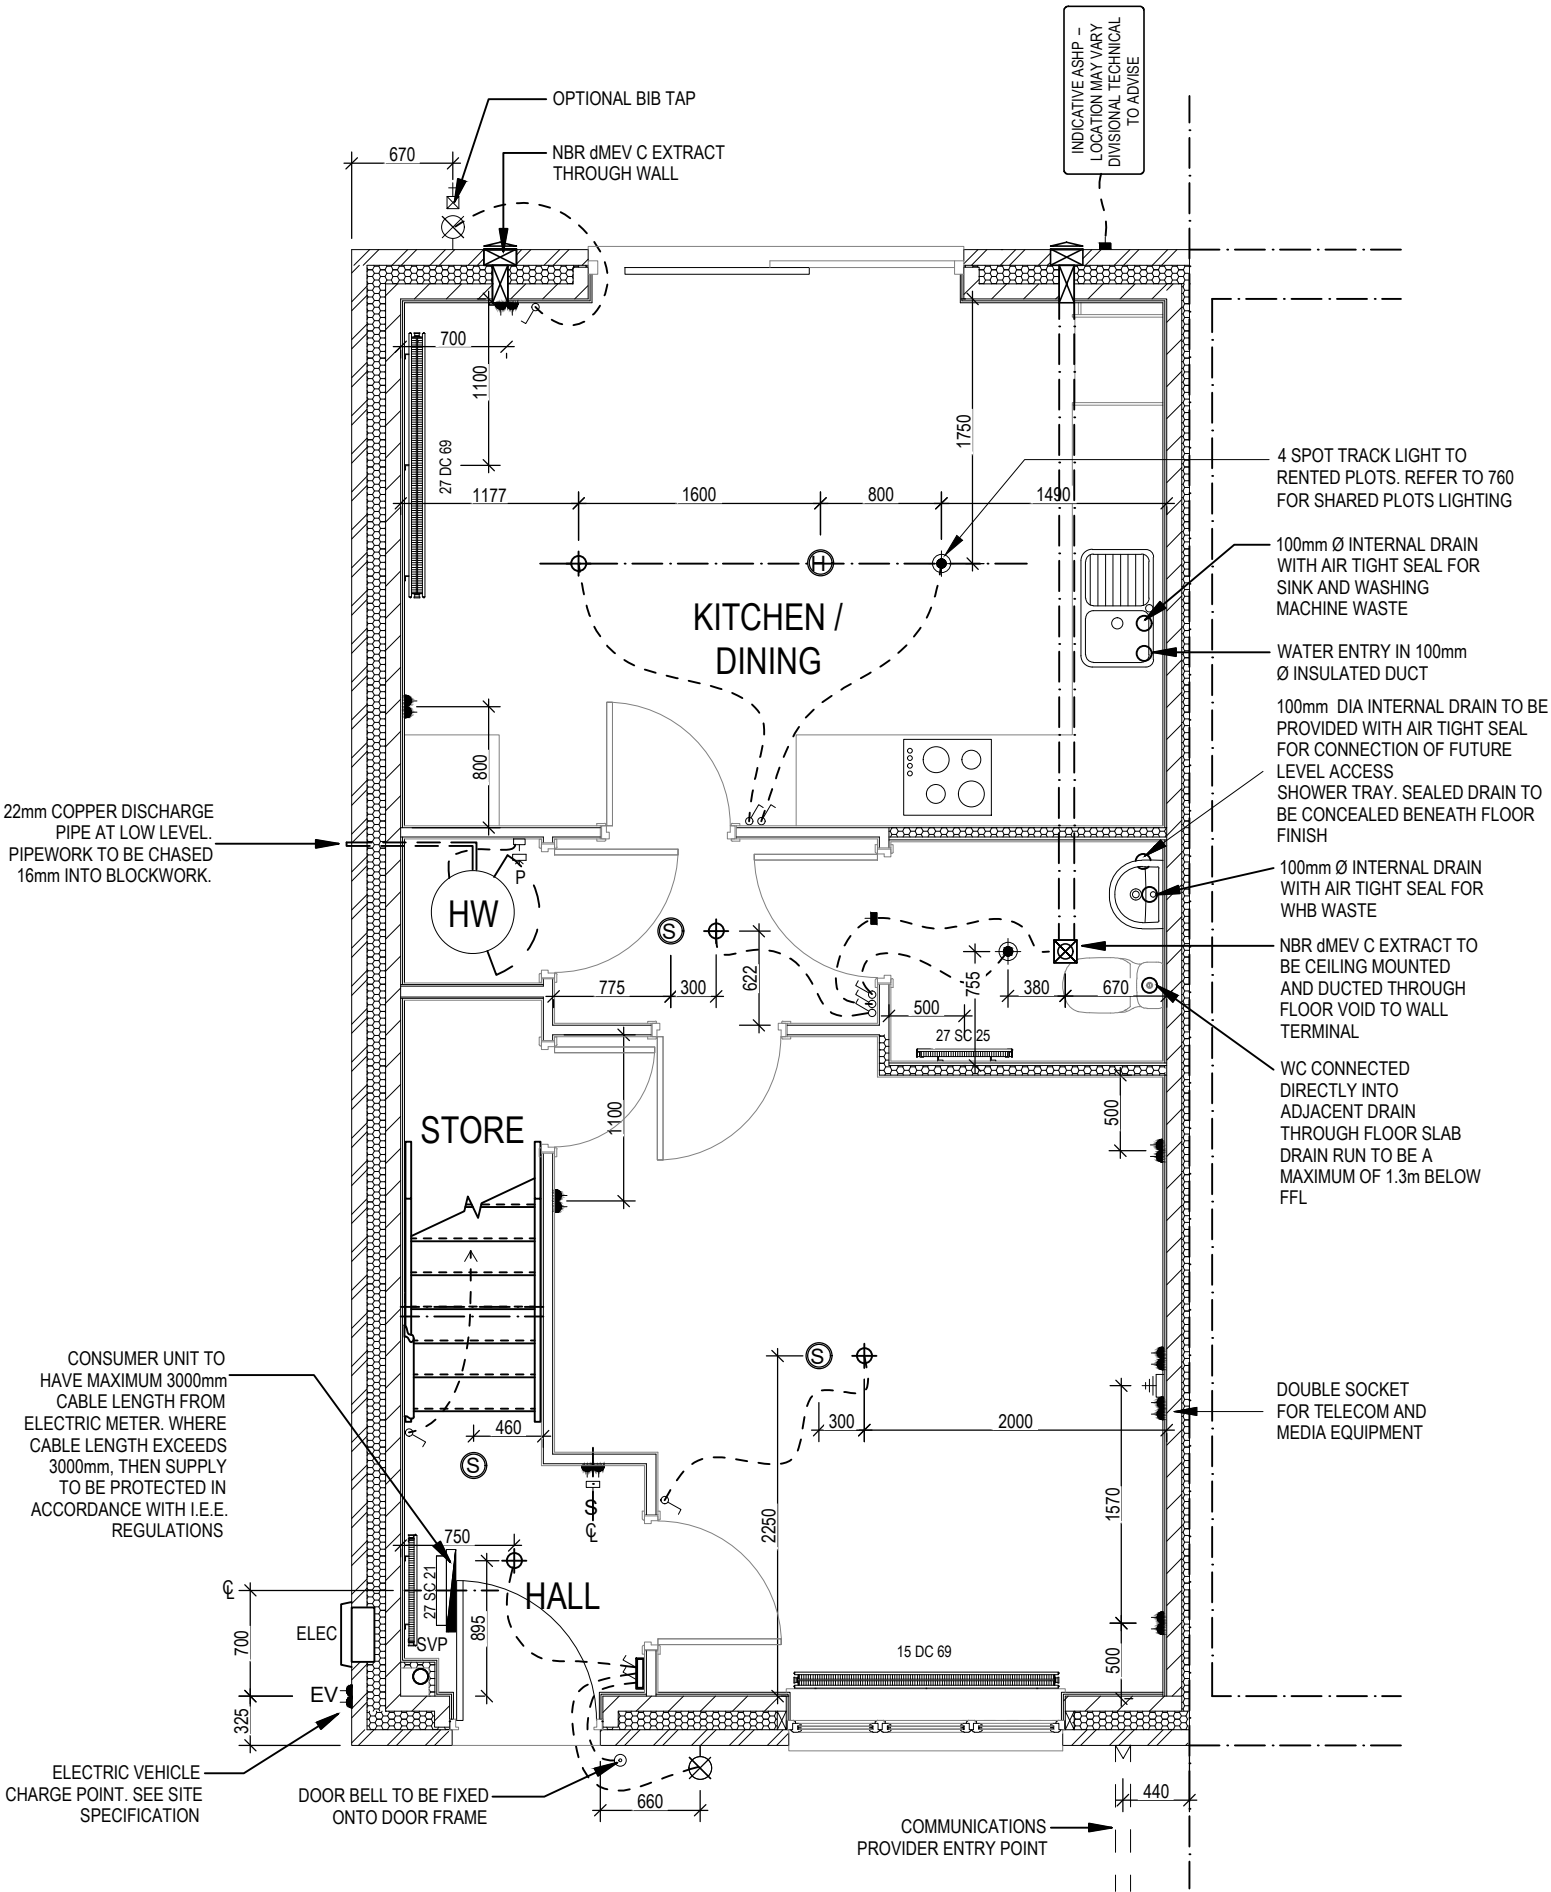 INDICATIVE ASHP –
LOCATION MAY VARY
DIVISIONAL TECHNICAL
TO ADVISE
OPTIONAL BIB TAP
NBR dMEV C EXTRACT
THROUGH WALL
670
700
1100
27 DC 69
1750
1177
1600
800
1490
H
KITCHEN /
DINING
800
4 SPOT TRACK LIGHT TO
RENTED PLOTS. REFER TO 760
FOR SHARED PLOTS LIGHTING
100mm Ø INTERNAL DRAIN
WITH AIR TIGHT SEAL FOR
SINK AND WASHING
MACHINE WASTE
WATER ENTRY IN 100mm
Ø INSULATED DUCT
100mm DIA INTERNAL DRAIN TO BE
PROVIDED WITH AIR TIGHT SEAL
FOR CONNECTION OF FUTURE
LEVEL ACCESS
SHOWER TRAY. SEALED DRAIN TO
BE CONCEALED BENEATH FLOOR
FINISH
22mm COPPER DISCHARGE
PIPE AT LOW LEVEL.
PIPEWORK TO BE CHASED
16mm INTO BLOCKWORK.
P
HW
S
622
775
300
755
380
670
500
27 SC 25
100mm Ø INTERNAL DRAIN
WITH AIR TIGHT SEAL FOR
WHB WASTE
NBR dMEV C EXTRACT TO
BE CEILING MOUNTED
AND DUCTED THROUGH
FLOOR VOID TO WALL
TERMINAL
WC CONNECTED
DIRECTLY INTO
ADJACENT DRAIN
THROUGH FLOOR SLAB
DRAIN RUN TO BE A
MAXIMUM OF 1.3m BELOW
FFL
STORE
1100
500
S
300
2000
2250
1570
500
DOUBLE SOCKET
FOR TELECOM AND
MEDIA EQUIPMENT
CONSUMER UNIT TO
HAVE MAXIMUM 3000mm
CABLE LENGTH FROM
ELECTRIC METER. WHERE
CABLE LENGTH EXCEEDS
3000mm, THEN SUPPLY
TO BE PROTECTED IN
ACCORDANCE WITH I.E.E.
REGULATIONS
460
S
S
℄
750
HALL
27 SC 21
895
SVP
℄
700
ELEC
EV
325
15 DC 69
ELECTRIC VEHICLE
CHARGE POINT. SEE SITE
SPECIFICATION
DOOR BELL TO BE FIXED
ONTO DOOR FRAME
660
440
COMMUNICATIONS
PROVIDER ENTRY POINT